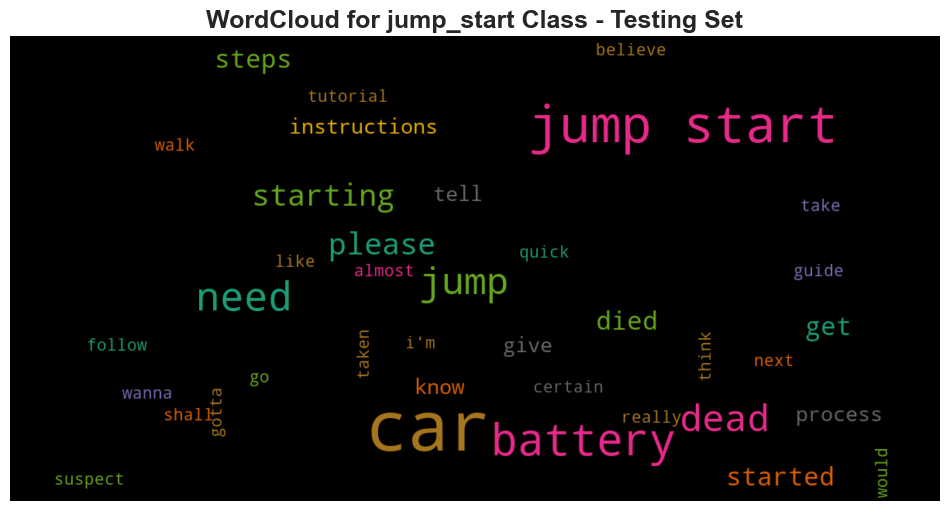 WordCloud for jump_start Class - Testing Set
believe
steps
tutorial
instructions
jump start
walk
starting
tell
take
please
quick
like
almost
jump
guide
need
died
get
follow
taken
i'm
give
think
next
go
know
certain
wanna
shall
gotta
car
battery
really
dead
process
suspect
started
would